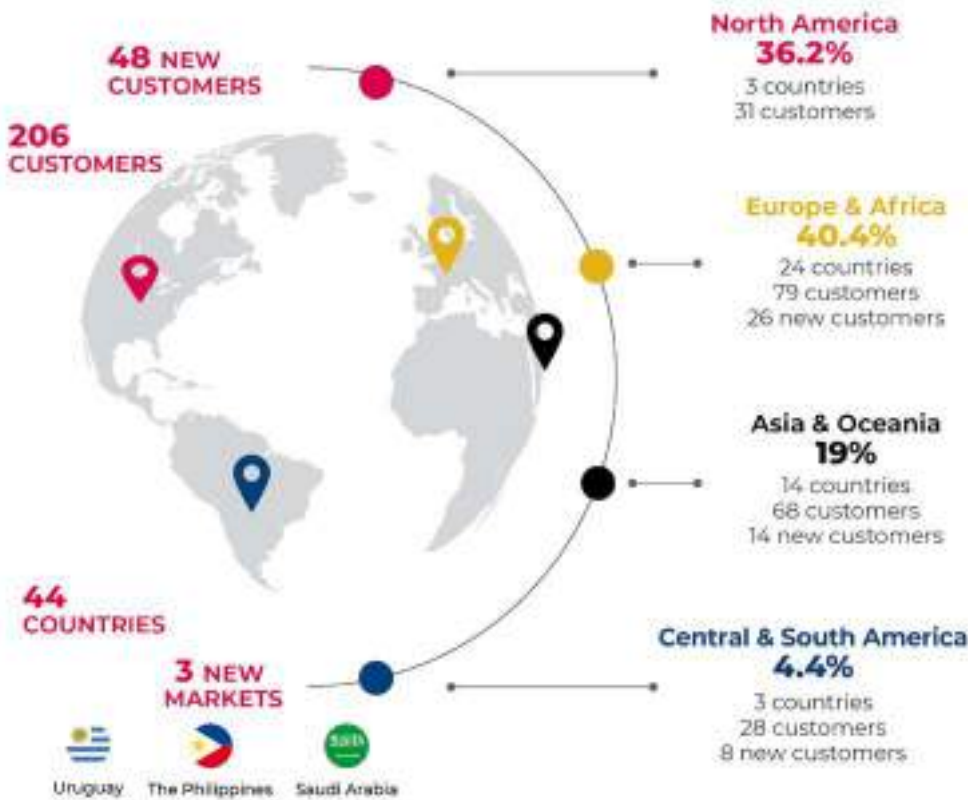 48 NEW
CUSTOMERS
206
CUSTOMERS
44
COUNTRIES
3 NEW
MARKETS
Uruguay
The Philippines
Saudi Arabia
North America
36.2%
3 countries
31 customers
Europe & Africa
40.4%
24 countries
79 customers
26 new customers
Asia & Oceania
19%
14 countries
68 customers
14 new customers
Central & South America
4.4%
3 countries
28 customers
8 new customers